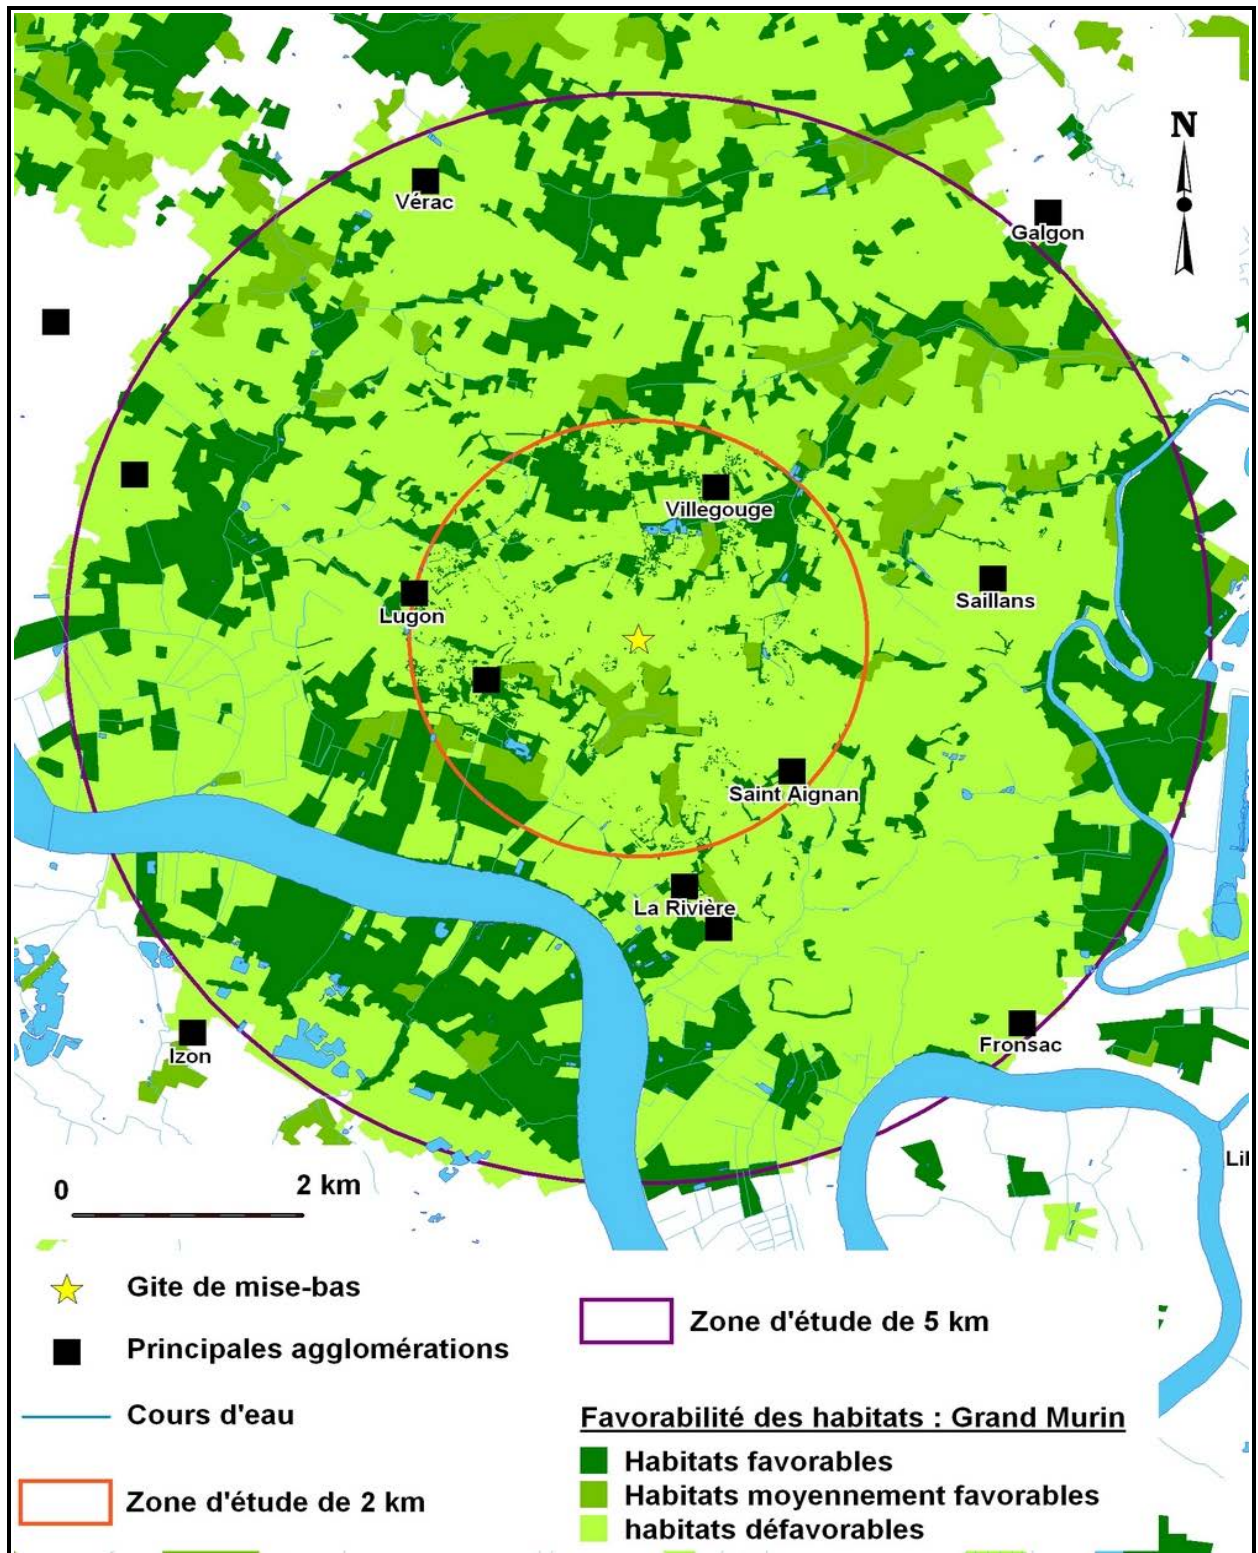 N
Vérac
Galgon
Villegouge
Saillans
Lugon
Saint Aignan
La Rivière
Fronsac
Izon
Lil
0
2 km
Gite de mise-bas
Principales agglomérations
Cours d'eau
Zone d'étude de 2 km
Zone d'étude de 5 km
Favorabilité des habitats : Grand Murin
Habitats favorables
Habitats moyennement favorables
habitats défavorables